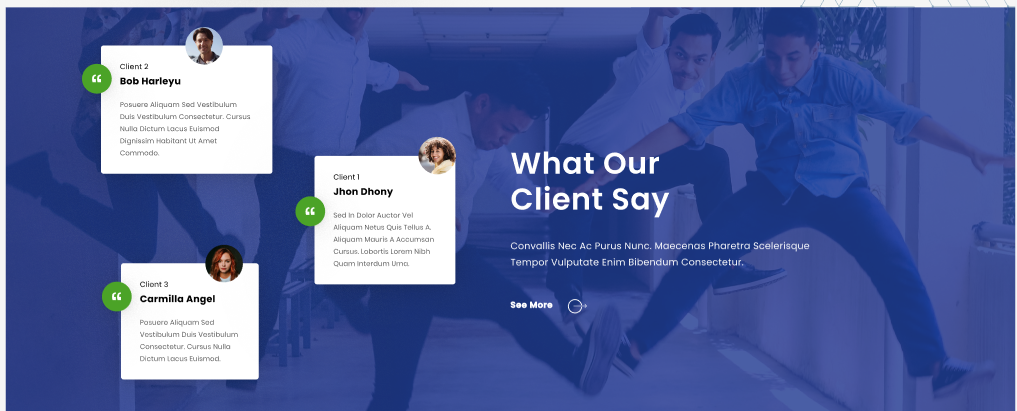 Client 2
Bob Harleyu
Posuere Aliquam Sed Vestibulum
Duis Vestibulum Consectetur. Cursus
Nulla Dictum Lacus Euismod
Dignissim Habitant Ut Amet
Commodo.
Client 1
Jhon Dhony
Sed In Dolor Auctor Vel
Aliquam Netus Quis Tellus A.
Aliquam Mauris A Accumsan
Cursus. Lobortis Lorem Nibh
Quam Interdum Urna.
Client 3
Carmilla Angel
Posuere Aliquam Sed
Vestibulum Duis Vestibulum
Consectetur. Cursus Nulla
Dictum Lacus Euismod.
What Our
Client Say
Convallis Nec Ac Purus Nunc. Maecenas Pharetra Scelerisque
Tempor Vulputate Enim Bibendum Consectetur.
See More